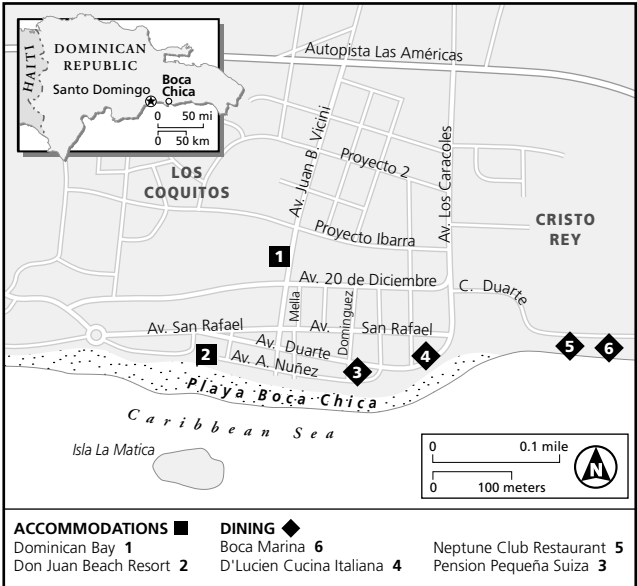 Autopista Las Américas
HAITI
DOMINICAN
REPUBLIC
Santo Domingo
Boca
Chica
0 50 mi
0 50 km
LOS
COQUITOS
Av. Juan B. Vicini
Proyecto 2
Av. Los Caracoles
Proyecto Ibarra
CRISTO
REY
1
Av. 20 de Diciembre
C. Duarte
Mella
Dominguez
Av. San Rafael
Av. San Rafael
Av. Duarte
Av. A. Nuñez
2
3
4
5
6
Playa Boca Chica
Caribbean Sea
Isla La Matica
0 0.1 mile
0 100 meters
N
ACCOMMODATIONS
Dominican Bay 1
Don Juan Beach Resort 2
DINING
Boca Marina 6
D'Lucien Cucina Italiana 4
Neptune Club Restaurant 5
Pension Pequeña Suiza 3